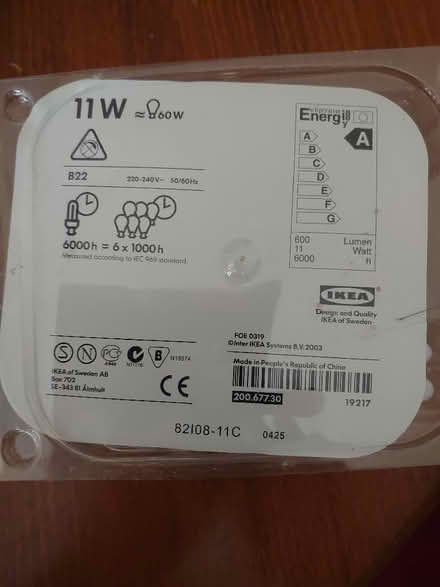 11W ≈ 60W
B22 220-240V~ 50/60Hz
6000h = 6 x 1000h
Measured according to IEC 969 standard.
Energi
y
A
B
C
D
E
F
G
A
600 Lumen
11 Watt
6000 h
IKEA
Design and Quality
IKEA of Sweden
FOE 0319
©Inter IKEA Systems B.V. 2003
S N B N18574
IKEA of Sweden AB
Box 702
SE-343 81 Älmhult
CE
Made in People's Republic of China
200.677.30 19217
82I08-11C 0425